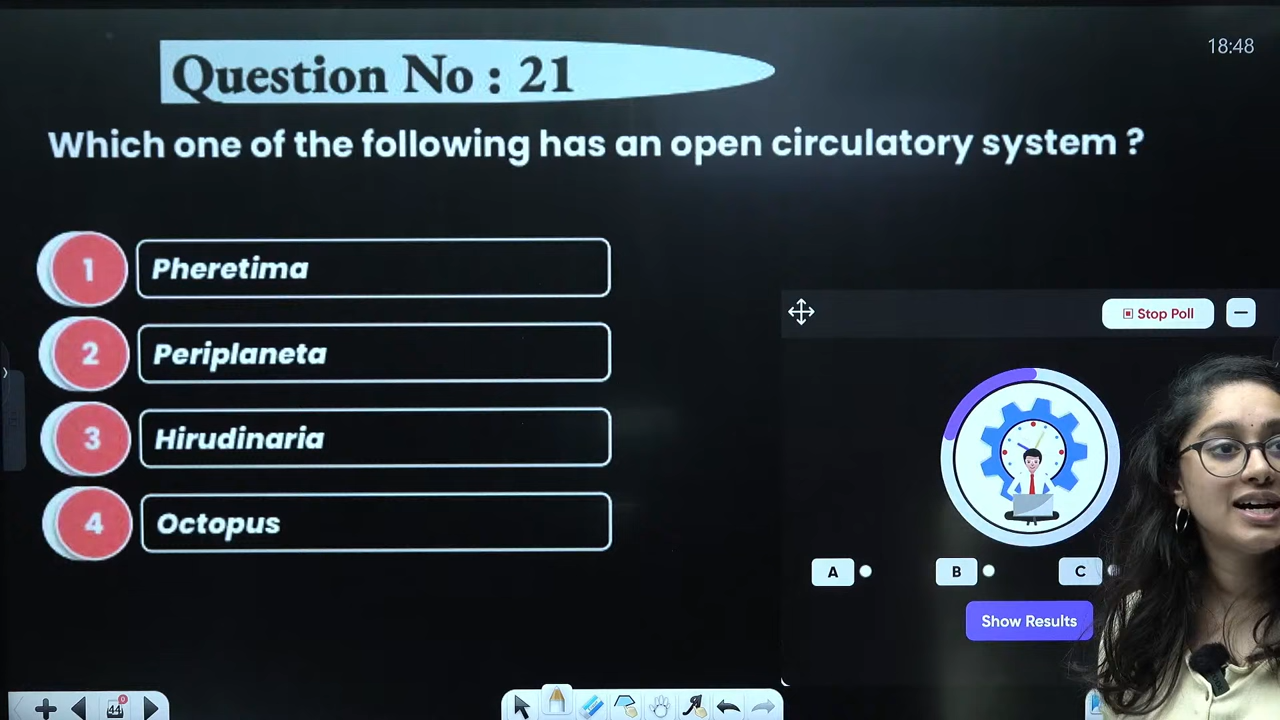 18:48
Question No : 21
Which one of the following has an open circulatory system ?
1 Pheretima
2 Periplaneta
3 Hirudinaria
4 Octopus
Stop Poll
A B C
Show Results
44